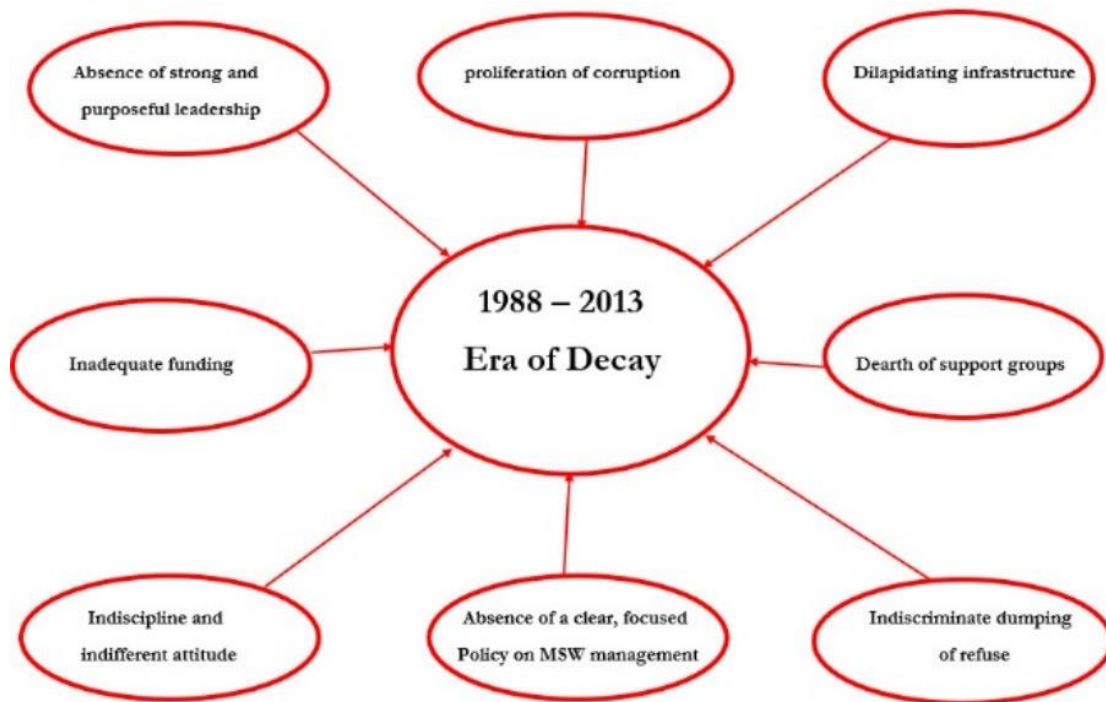 Absence of strong and
purposeful leadership
proliferation of corruption
Dilapidating infrastructure
1988 – 2013
Era of Decay
Inadequate funding
Dearth of support groups
Indiscipline and
indifferent attitude
Absence of a clear, focused
Policy on MSW management
Indiscriminate dumping
of refuse